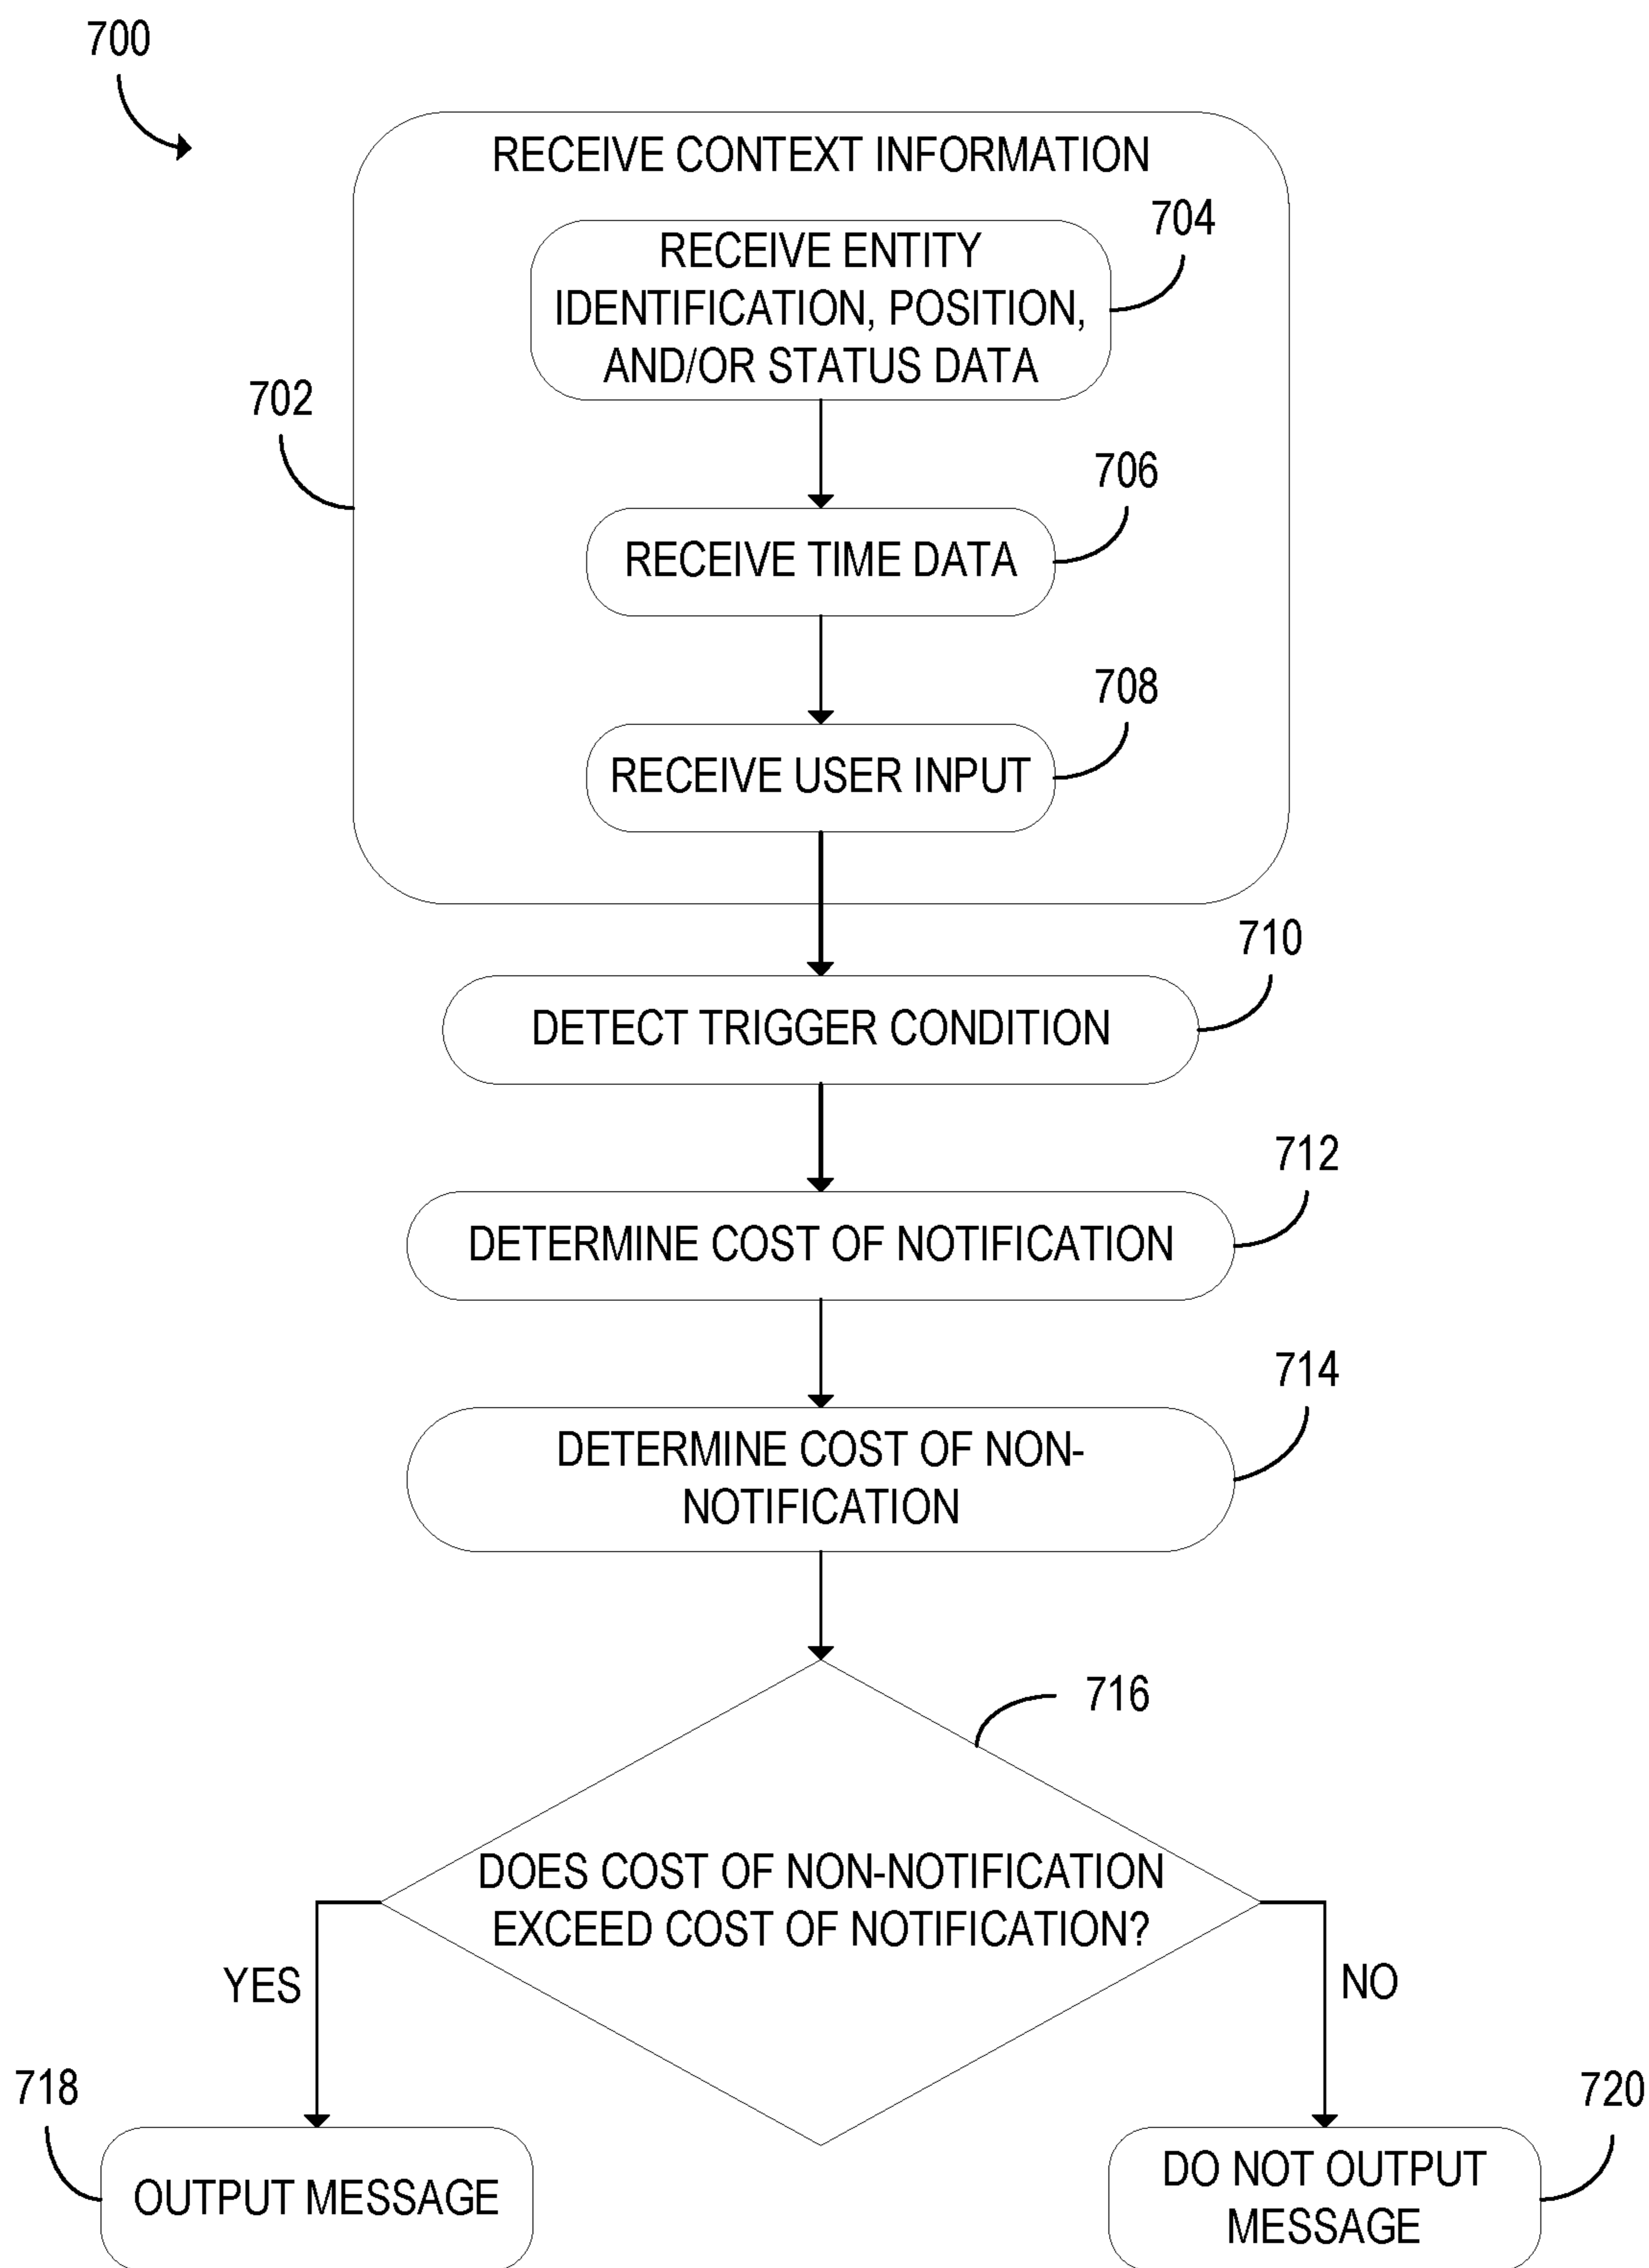 700
RECEIVE CONTEXT INFORMATION
704
RECEIVE ENTITY
IDENTIFICATION, POSITION,
AND/OR STATUS DATA
702
706
RECEIVE TIME DATA
708
RECEIVE USER INPUT
710
DETECT TRIGGER CONDITION
712
DETERMINE COST OF NOTIFICATION
714
DETERMINE COST OF NON-
NOTIFICATION
716
DOES COST OF NON-NOTIFICATION
EXCEED COST OF NOTIFICATION?
YES
NO
718
720
OUTPUT MESSAGE
DO NOT OUTPUT
MESSAGE